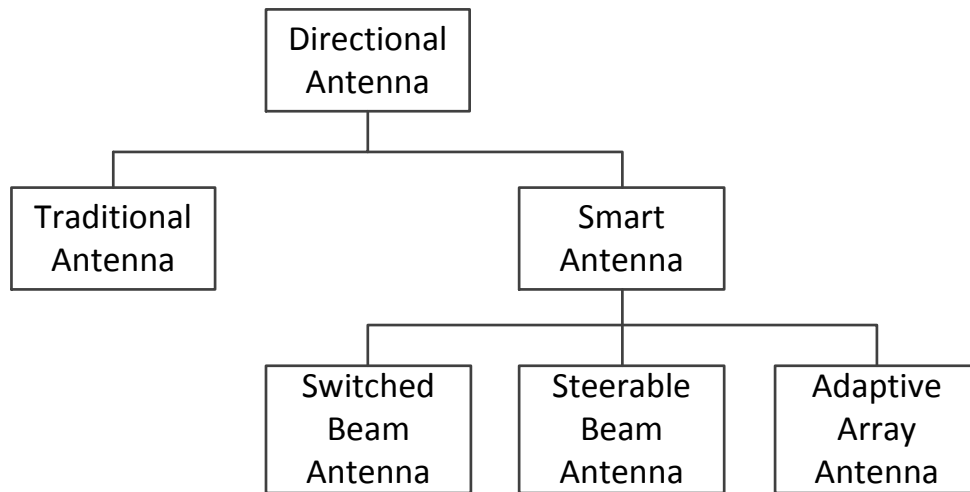 Directional
Antenna
Traditional
Antenna
Smart
Antenna
Switched
Beam
Antenna
Steerable
Beam
Antenna
Adaptive
Array
Antenna